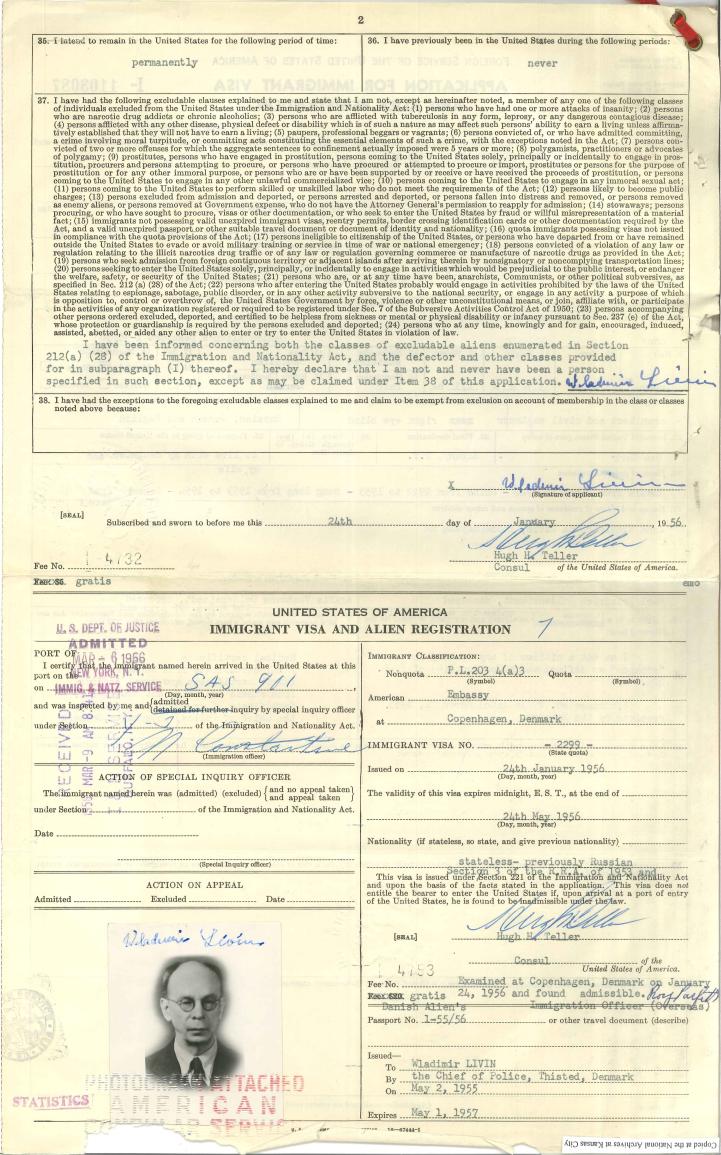 2
35. I intend to remain in the United States for the following period of time:
permanently
36. I have previously been in the United States during the following periods:
never
37. I have had the following excludable clauses explained to me and state that I am not, except as hereinafter noted, a member of any one of the following classes
of individuals excluded from the United States under the Immigration and Nationality Act: (1) persons who have had one or more attacks of insanity; (2) persons
who are narcotic drug addicts or chronic alcoholics; (3) persons who are afflicted with tuberculosis in any form, leprosy, or any dangerous contagious disease;
(4) persons afflicted with any other disease, physical defect or disability which is of such a nature as may affect such persons' ability to earn a living unless affirma-
tively established that they will not have to earn a living; (5) paupers, professional beggars or vagrants; (6) persons convicted of, or who have admitted committing,
a crime involving moral turpitude, or committing acts constituting the essential elements of such a crime, with the exceptions noted in the Act; (7) persons con-
victed of two or more offenses for which the aggregate sentences to confinement actually imposed were 5 years or more; (8) polygamists, practitioners or advocates
of polygamy; (9) prostitutes, persons who have engaged in prostitution, persons coming to the United States solely, principally or incidentally to engage in pros-
titution, procurers and persons attempting to procure, or persons who have procured or attempted to procure or import, prostitutes or persons for the purpose of
prostitution or for any other immoral purpose, or persons who are or have been supported by or receive or have received the proceeds of prostitution, or persons
coming to the United States to engage in any other unlawful commercialized vice; (10) persons coming to the United States to engage in any immoral sexual act;
(11) persons coming to the United States to perform skilled or unskilled labor who do not meet the requirements of the Act; (12) persons likely to become public
charges; (13) persons excluded from admission and deported, or persons arrested and deported, or persons fallen into distress and removed, or persons removed
as enemy aliens, or persons removed at Government expense, who do not have the Attorney General's permission to reapply for admission; (14) stowaways; persons
procuring, or who have sought to procure, visas or other documentation, or who seek to enter the United States by fraud or willful misrepresentation of a material
fact; (15) immigrants not possessing valid unexpired immigrant visas, reentry permits, border crossing identification cards or other documentation required by the
Act, and a valid unexpired passport or other suitable travel document or document of identity and nationality; (16) quota immigrants possessing visas not issued
in compliance with the quota provisions of the Act; (17) persons ineligible to citizenship of the United States, or persons who have departed from or have remained
outside the United States to evade or avoid military training or service in time of war or national emergency; (18) persons convicted of a violation of any law or
regulation relating to the illicit narcotic drug traffic or of any law or regulation governing commerce or manufacture of narcotic drugs as provided in the Act;
(19) persons who seek admission from foreign contiguous territory or adjacent islands after arriving therein by nonsignatory or noncomplying transportation lines;
(20) persons seeking to enter the United States solely, principally, or incidentally to engage in activities which would be prejudicial to the public interest, or endanger
the welfare, safety, or security of the United States; (21) persons who are, or at any time have been, anarchists, Communists, or other political subversives, as
specified in Sec. 212 (a) (28) of the Act; (22) persons who after entering the United States probably would engage in activities prohibited by the laws of the United
States relating to espionage, sabotage, public disorder, or in any activity subversive to the national security, or engage in any activity a purpose of which
is opposition to, control or overthrow of, the United States Government by force, violence or other unconstitutional means, or join, affiliate with, or participate
in the activities of any organization registered or required to be registered under Sec. 7 of the Subversive Activities Control Act of 1950; (23) persons accompanying
other persons ordered excluded, deported, and certified to be helpless from sickness or mental or physical disability or infancy pursuant to Sec. 237 (e) of the Act,
whose protection or guardianship is required by the persons excluded and deported; (24) persons who at any time, knowingly and for gain, encouraged, induced,
assisted, abetted, or aided any other alien to enter or try to enter the United States in violation of law.
I have been informed concerning both the classes of excludable aliens enumerated in Section
212(a) (28) of the Immigration and Nationality Act, and the defector and other classes provided
for in subparagraph (I) thereof. I hereby declare that I am not and never have been a person
specified in such section, except as may be claimed under Item 38 of this application. Wladimir Livin
38. I have had the exceptions to the foregoing excludable classes explained to me and claim to be exempt from exclusion on account of membership in the class or classes
noted above because:
X Wladimir Livin
(Signature of applicant)
[SEAL]
Subscribed and sworn to before me this 24th day of January, 1956.
Hugh H. Teller
Consul of the United States of America.
Fee No. 4732
gratis
UNITED STATES OF AMERICA
IMMIGRANT VISA AND ALIEN REGISTRATION
U. S. DEPT. OF JUSTICE
ADMITTED
MAR - 6 1956
NEW YORK, N. Y.
IMMIG. & NATZ. SERVICE
PORT OF
I certify that the immigrant named herein arrived in the United States at this
port on the
on SAS 911
(Day, month, year)
and was inspected by me and admitted
detained for further inquiry by special inquiry officer
under Section of the Immigration and Nationality Act.
(Immigration officer)
RECEIVED
ACTION OF SPECIAL INQUIRY OFFICER
The immigrant named herein was (admitted) (excluded) and no appeal taken
and appeal taken
under Section of the Immigration and Nationality Act.
Date
(Special Inquiry officer)
ACTION ON APPEAL
Admitted Excluded Date
Wladimir Livin
PHOTOGRAPH ATTACHED
AMERICAN
STATISTICS
IMMIGRANT CLASSIFICATION:
Nonquota P.L.203 4(a)3 Quota
(Symbol) (Symbol)
American Embassy
at Copenhagen, Denmark
IMMIGRANT VISA NO. - 2299 -
(State quota)
Issued on 24th January 1956
(Day, month, year)
The validity of this visa expires midnight, E. S. T., at the end of
24th May 1956
(Day, month, year)
Nationality (if stateless, so state, and give previous nationality)
stateless- previously Russian
Section 3 of the R.R.A. of 1953 and
This visa is issued under Section 221 of the Immigration and Nationality Act
and upon the basis of the facts stated in the application. This visa does not
entitle the bearer to enter the United States if, upon arrival at a port of entry
of the United States, he is found to be inadmissible under the law.
[SEAL] Hugh H. Teller
Consul of the
United States of America.
4753
Fee No. Examined at Copenhagen, Denmark on January
gratis 24, 1956 and found admissible.
Danish Alien's Immigration Officer (Overseas)
Passport No. 1-55/56 or other travel document (describe)
Issued—
To Wladimir LIVIN
By the Chief of Police, Thisted, Denmark
On May 2, 1955
Expires May 1, 1957
Copied at the National Archives at Kansas City